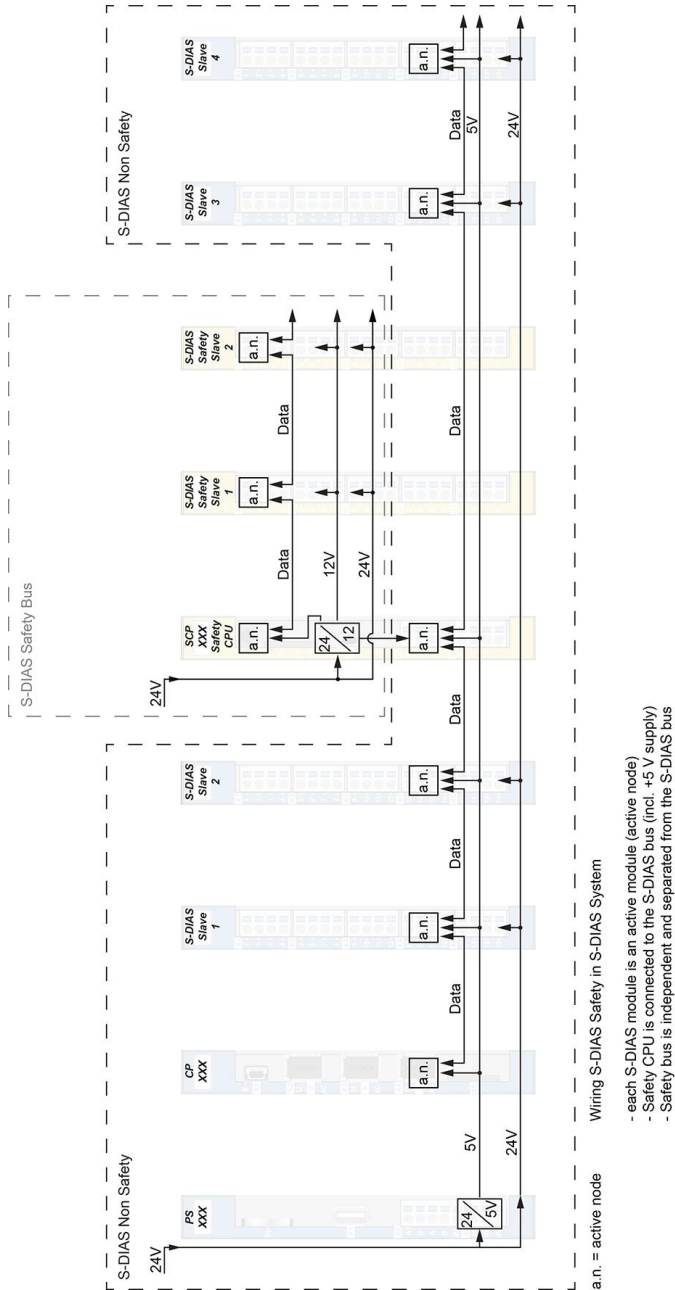 S-DIAS Safety Bus
S-DIAS Non Safety
S-DIAS Non Safety
24V
24V
PS
XXX
CP
XXX
S-DIAS
Slave
1
S-DIAS
Slave
2
SCP
XXX
Safety
CPU
S-DIAS
Safety
Slave
1
S-DIAS
Safety
Slave
2
S-DIAS
Slave
3
S-DIAS
Slave
4
a.n.
a.n.
a.n.
Data
Data
24/12
12V
24V
a.n.
a.n.
a.n.
a.n.
a.n.
a.n.
Data
Data
Data
Data
Data
24/5V
5V
5V
24V
24V
a.n. = active node
Wiring S-DIAS Safety in S-DIAS System
- each S-DIAS module is an active module (active node)
- Safety CPU is connected to the S-DIAS bus (incl. +5 V supply)
- Safety bus is independent and separated from the S-DIAS bus